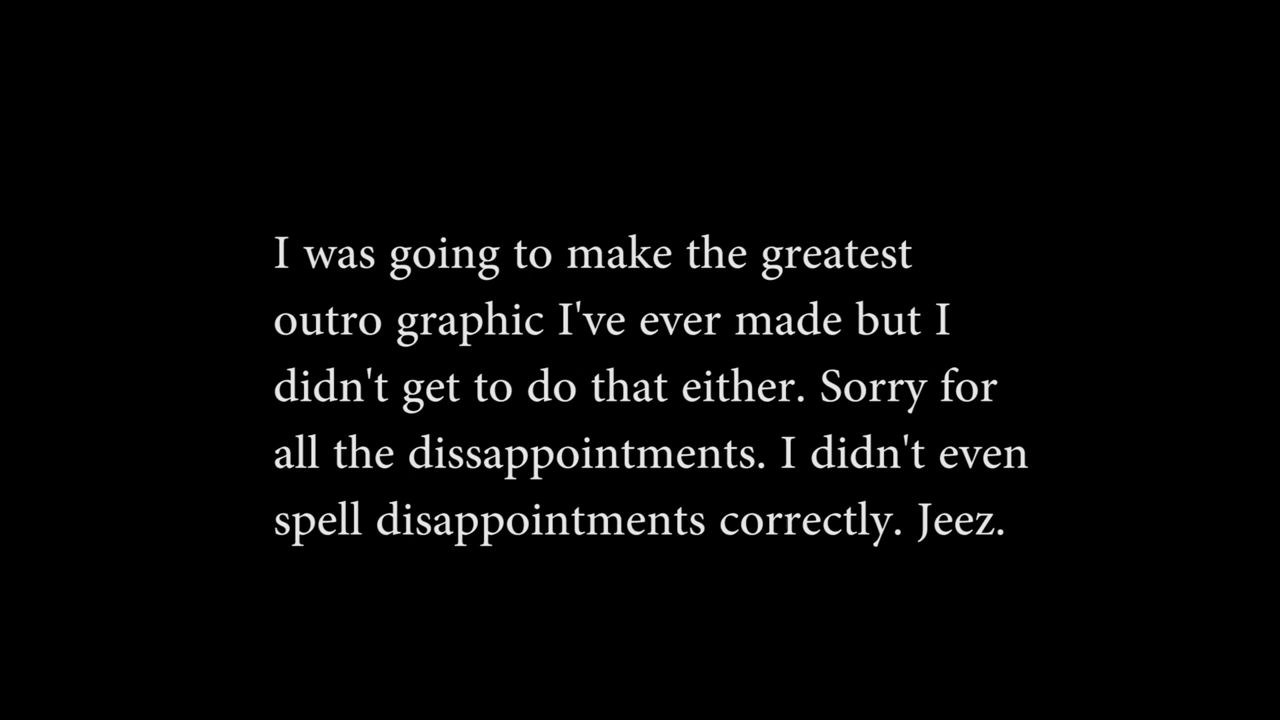 I was going to make the greatest
outro graphic I've ever made but I
didn't get to do that either. Sorry for
all the dissappointments. I didn't even
spell disappointments correctly. Jeez.